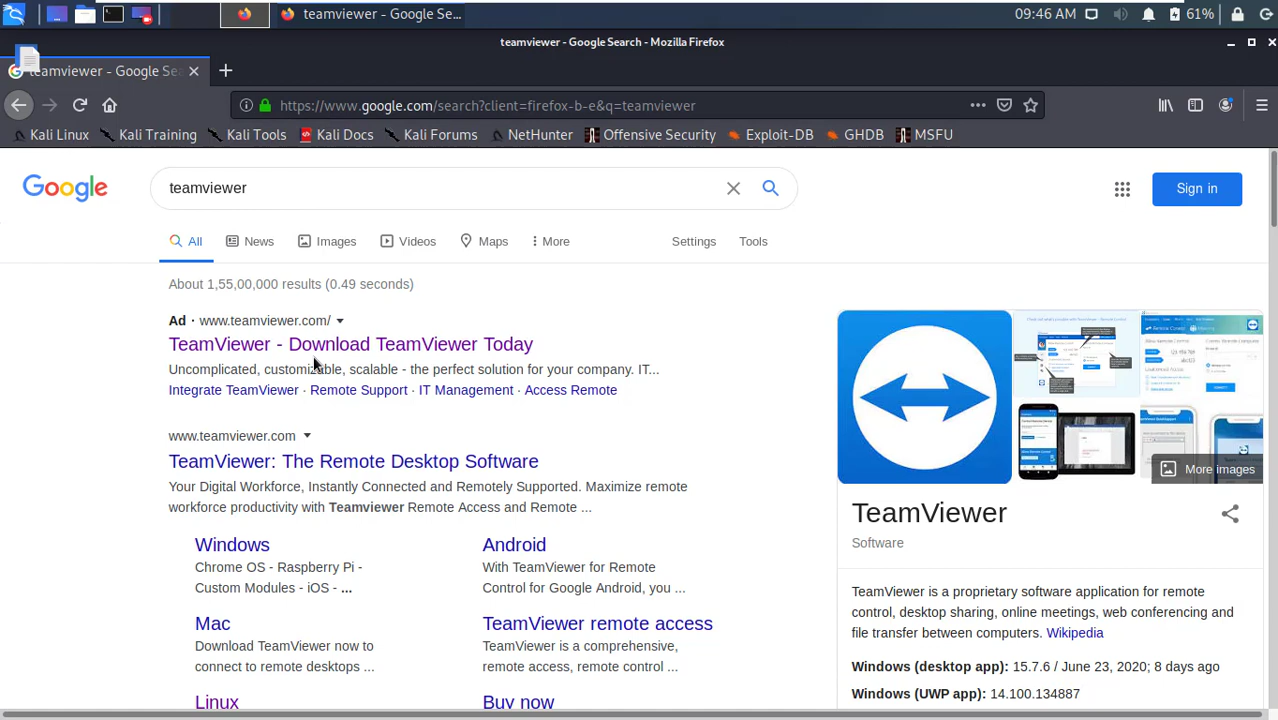 teamviewer - Google Se...
09:46 AM
61%
teamviewer - Google Search - Mozilla Firefox
teamviewer - Google Sea
https://www.google.com/search?client=firefox-b-e&q=teamviewer
Kali Linux
Kali Training
Kali Tools
Kali Docs
Kali Forums
NetHunter
Offensive Security
Exploit-DB
GHDB
MSFU
Google
teamviewer
Sign in
All
News
Images
Videos
Maps
More
Settings
Tools
About 1,55,00,000 results (0.49 seconds)
Ad · www.teamviewer.com/
TeamViewer - Download TeamViewer Today
Uncomplicated, - the perfect solution for your company. IT...
Integrate TeamViewer · Remote Support · IT Management · Access Remote
www.teamviewer.com
TeamViewer: The Remote Desktop Software
Your Digital Workforce, Instantly Connected and Remotely Supported. Maximize remote
workforce productivity with Teamviewer Remote Access and Remote ...
Windows
Chrome OS - Raspberry Pi -
Custom Modules - iOS - ...
Android
With TeamViewer for Remote
Control for Google Android, you ...
Mac
Download TeamViewer now to
connect to remote desktops ...
TeamViewer remote access
TeamViewer is a comprehensive,
remote access, remote control ...
Linux
Buy now
More images
TeamViewer
Software
TeamViewer is a proprietary software application for remote
control, desktop sharing, online meetings, web conferencing and
file transfer between computers. Wikipedia
Windows (desktop app): 15.7.6 / June 23, 2020; 8 days ago
Windows (UWP app): 14.100.134887